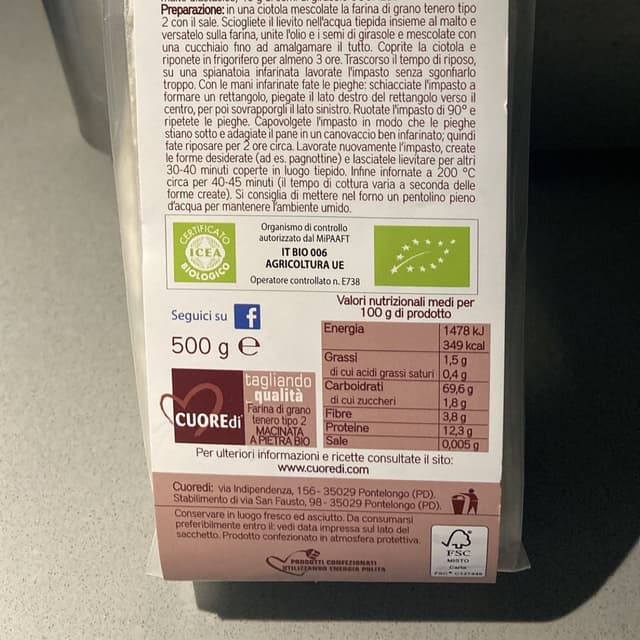 Preparazione: in una ciotola mescolate la farina di grano tenero tipo
2 con il sale. Sciogliete il lievito nell'acqua tiepida insieme al malto e
versatelo sulla farina, unite l'olio e i semi di girasole e mescolate con
una cucchiaio fino ad amalgamare il tutto. Coprite la ciotola e
riponete in frigorifero per almeno 3 ore. Trascorso il tempo di riposo,
su una spianatoia infarinata lavorate l'impasto senza sgonfiarlo
troppo. Con le mani infarinate fate le pieghe: schiacciate l'impasto a
formare un rettangolo, piegate il lato destro del rettangolo verso il
centro, per poi sovrapporgli il lato sinistro. Ruotate l'impasto di 90° e
ripetete le pieghe. Capovolgete l'impasto in modo che le pieghe
stiano sotto e adagiate il pane in un canovaccio ben infarinato; quindi
fate riposare per 2 ore circa. Lavorate nuovamente l'impasto, create
le forme desiderate (ad es. pagnottine) e lasciatele lievitare per altri
30-40 minuti coperte in luogo tiepido. Infine infornate a 200 °C
circa per 40-45 minuti (il tempo di cottura varia a seconda delle
forme create). Si consiglia di mettere nel forno un pentolino pieno
d'acqua per mantenere l'ambiente umido.
CERTIFICATO
ICEA
BIOLOGICO
Organismo di controllo
autorizzato dal MiPAAFT
IT BIO 006
AGRICOLTURA UE
Operatore controllato n. E738
Seguici su f
500 g e
Valori nutrizionali medi per
100 g di prodotto
Energia 1478 kJ
349 kcal
Grassi 1,5 g
di cui acidi grassi saturi 0,4 g
Carboidrati 69,6 g
di cui zuccheri 1,8 g
Fibre 3,8 g
Proteine 12,3 g
Sale 0,005 g
CUOREdi
tagliando
qualità
Farina di grano
tenero tipo 2
MACINATA
A PIETRA BIO
Per ulteriori informazioni e ricette consultate il sito:
www.cuoredi.com
Cuoredi: via Indipendenza, 156 - 35029 Pontelongo (PD).
Stabilimento di via San Fausto, 98 - 35029 Pontelongo (PD).
Conservare in luogo fresco ed asciutto. Da consumarsi
preferibilmente entro il: vedi data impressa sul lato del
sacchetto. Prodotto confezionato in atmosfera protettiva.
PRODOTTI CONFEZIONATI
UTILIZZANDO ENERGIA PULITA
FSC
MISTO
Carta